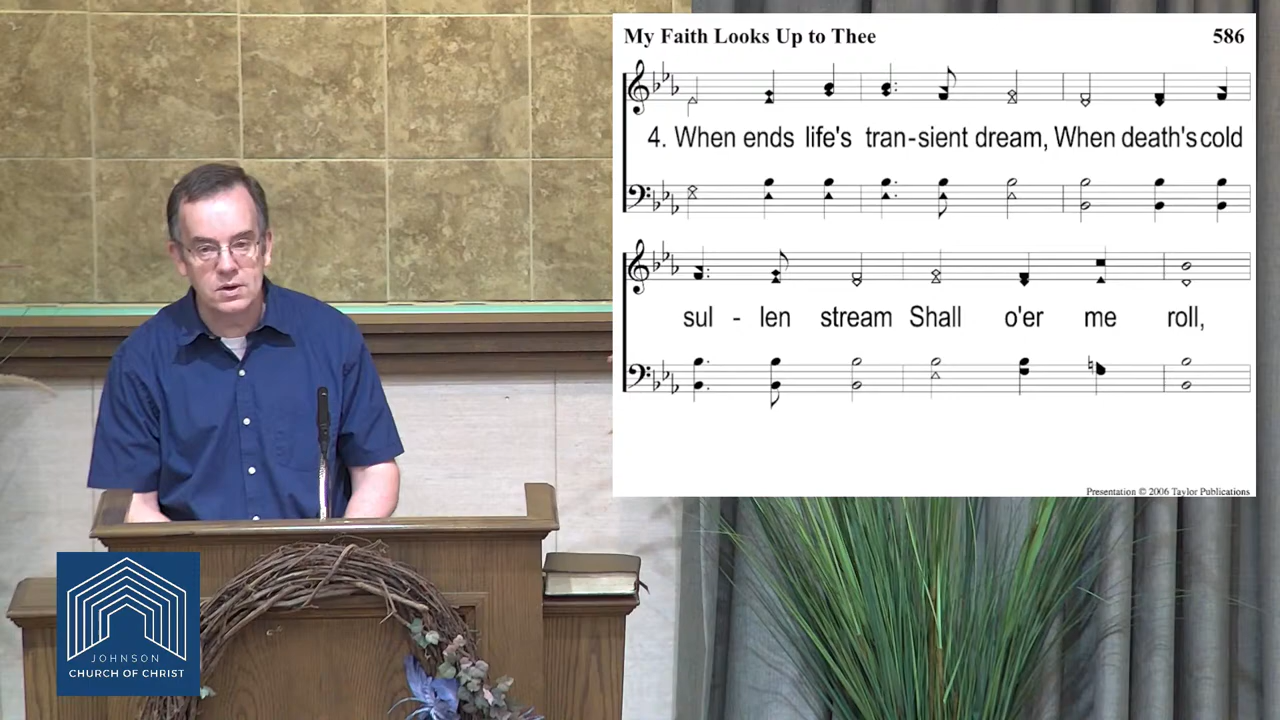 My Faith Looks Up to Thee 586
4. When ends life's tran-sient dream, When death's cold
sul - len stream Shall o'er me roll,
Presentation © 2006 Taylor Publications
JOHNSON
CHURCH OF CHRIST